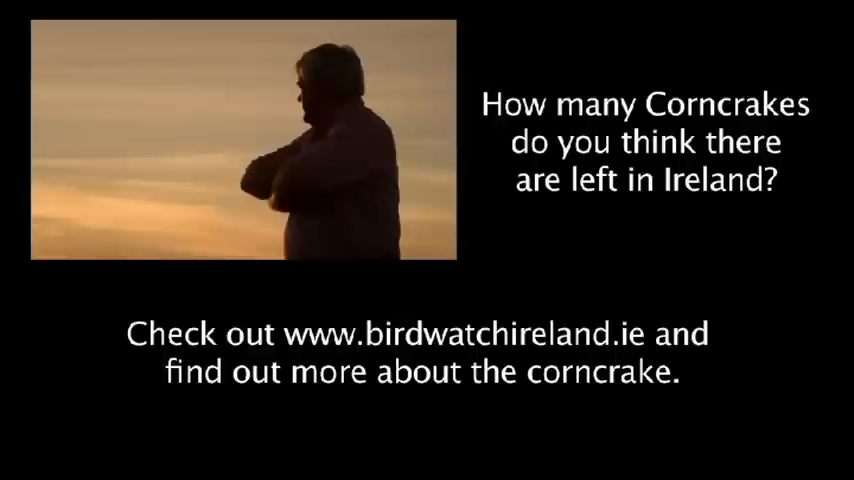 How many Corncrakes
do you think there
are left in Ireland?
Check out www.birdwatchireland.ie and
find out more about the corncrake.